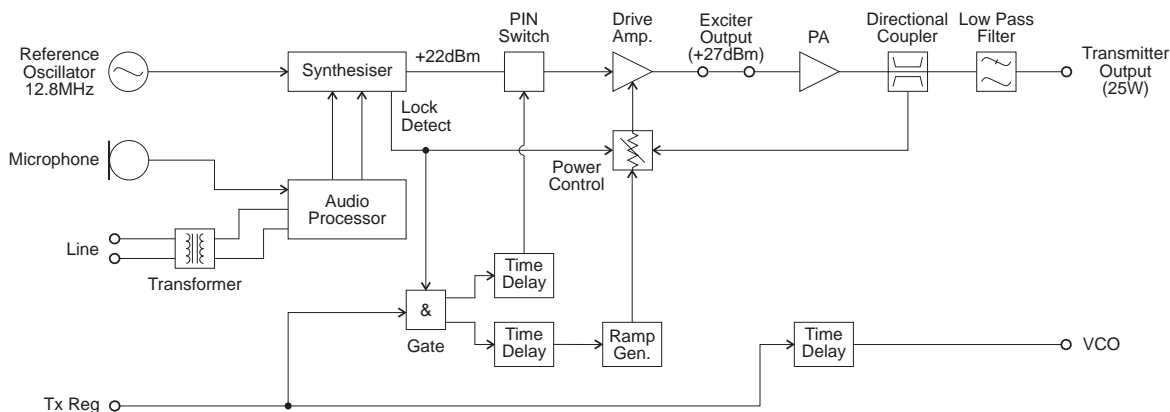 Reference
Oscillator
12.8MHz
Synthesiser
+22dBm
PIN
Switch
Drive
Amp.
Exciter
Output
(+27dBm)
PA
Directional
Coupler
Low Pass
Filter
Transmitter
Output
(25W)
Lock
Detect
Microphone
Audio
Processor
Power
Control
Line
Transformer
Time
Delay
&
Gate
Time
Delay
Ramp
Gen.
Time
Delay
VCO
Tx Reg